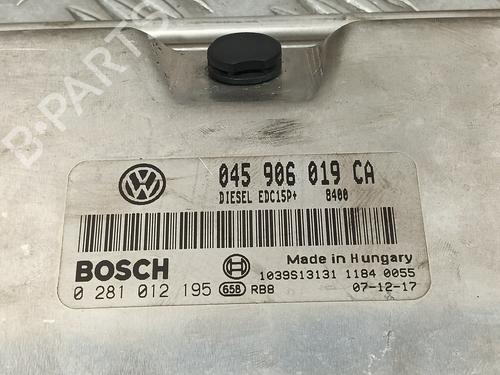 B-PARTS
VW
045 906 019 CA
DIESEL EDC15P+ 8400
BOSCH
Made in Hungary
1039S13131 1184 0055
0 281 012 195 658 RB8 07-12-17